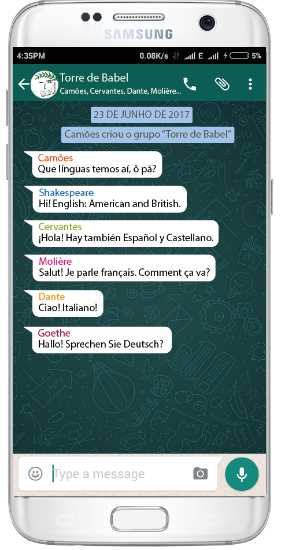 SAMSUNG
4:35PM 0.08K/s E 5%
Torre de Babel
Camões, Cervantes, Dante, Molière...
23 DE JUNHO DE 2017
Camões criou o grupo “Torre de Babel”
Camões
Que línguas temos aí, ô pá?
Shakespeare
Hi! English: American and British.
Cervantes
¡Hola! Hay también Español y Castellano.
Molière
Salut! Je parle français. Comment ça va?
Dante
Ciao! Italiano!
Goethe
Hallo! Sprechen Sie Deutsch?
Type a message